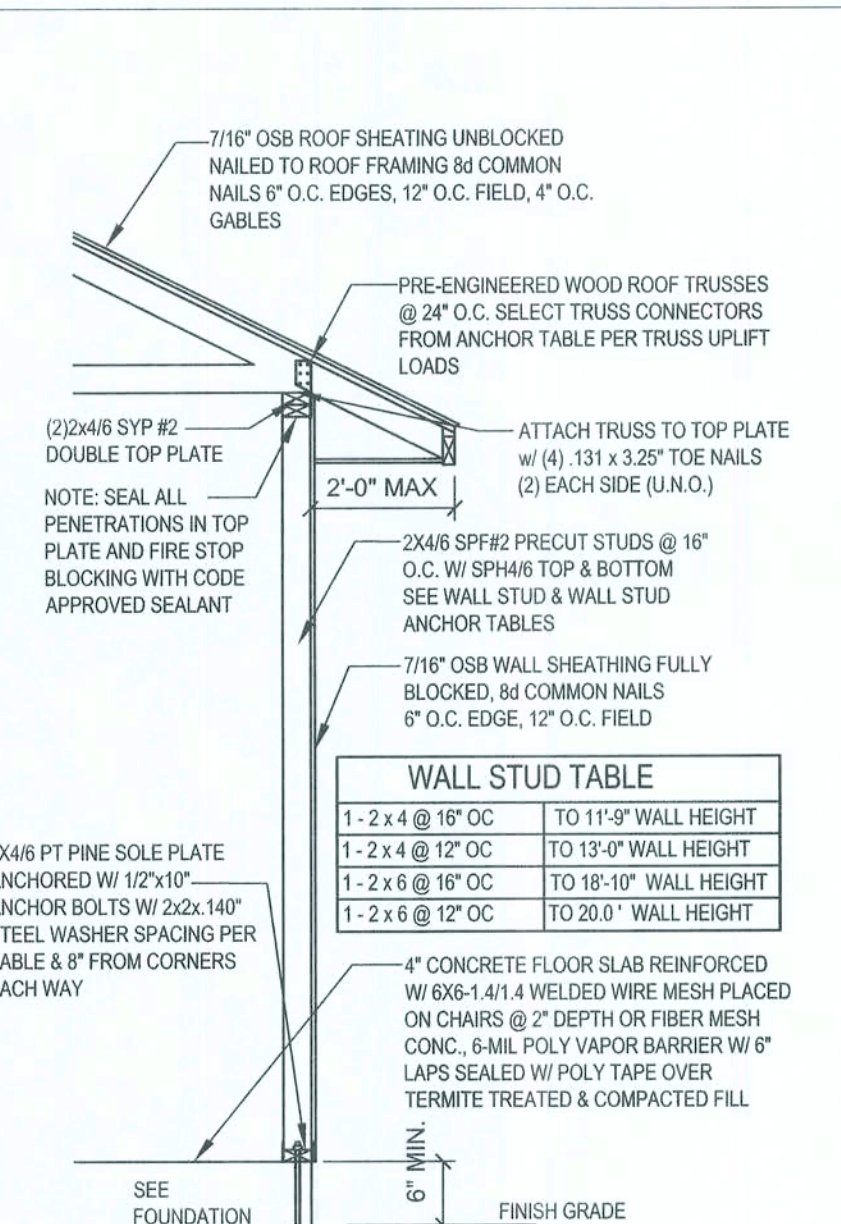 7/16" OSB ROOF SHEATING UNBLOCKED
NAILED TO ROOF FRAMING 8d COMMON
NAILS 6" O.C. EDGES, 12" O.C. FIELD, 4" O.C.
GABLES
PRE-ENGINEERED WOOD ROOF TRUSSES
@ 24" O.C. SELECT TRUSS CONNECTORS
FROM ANCHOR TABLE PER TRUSS UPLIFT
LOADS
(2)2x4/6 SYP #2
DOUBLE TOP PLATE
ATTACH TRUSS TO TOP PLATE
w/ (4) .131 x 3.25" TOE NAILS
(2) EACH SIDE (U.N.O.)
2'-0" MAX
NOTE: SEAL ALL
PENETRATIONS IN TOP
PLATE AND FIRE STOP
BLOCKING WITH CODE
APPROVED SEALANT
2X4/6 SPF#2 PRECUT STUDS @ 16"
O.C. W/ SPH4/6 TOP & BOTTOM
SEE WALL STUD & WALL STUD
ANCHOR TABLES
7/16" OSB WALL SHEATHING FULLY
BLOCKED, 8d COMMON NAILS
6" O.C. EDGE, 12" O.C. FIELD
WALL STUD TABLE
1 - 2 x 4 @ 16" OC TO 11'-9" WALL HEIGHT
1 - 2 x 4 @ 12" OC TO 13'-0" WALL HEIGHT
1 - 2 x 6 @ 16" OC TO 18'-10" WALL HEIGHT
1 - 2 x 6 @ 12" OC TO 20.0 ' WALL HEIGHT
X4/6 PT PINE SOLE PLATE
NCHORED W/ 1/2"x10"
NCHOR BOLTS W/ 2x2x.140"
TEEL WASHER SPACING PER
ABLE & 8" FROM CORNERS
ACH WAY
4" CONCRETE FLOOR SLAB REINFORCED
W/ 6X6-1.4/1.4 WELDED WIRE MESH PLACED
ON CHAIRS @ 2" DEPTH OR FIBER MESH
CONC., 6-MIL POLY VAPOR BARRIER W/ 6"
LAPS SEALED W/ POLY TAPE OVER
TERMITE TREATED & COMPACTED FILL
6" MIN.
SEE
FOUNDATION
FINISH GRADE